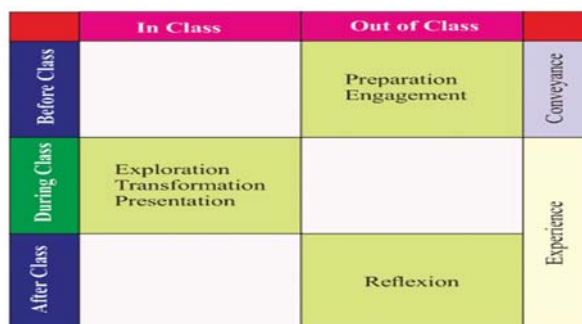 In Class
Out of Class
Before Class
Preparation
Engagement
Conveyance
During Class
Exploration
Transformation
Presentation
Experience
After Class
Reflexion